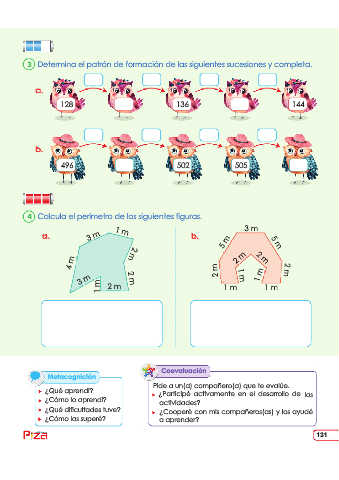 3 Determina el patrón de formación de las siguientes sucesiones y completa.
a.
128 136 144
b.
496 502 505
4 Calcula el perímetro de las siguientes figuras.
a.
3 m 1 m
4 m 2 m
3 m 1 m 2 m 2 m
b.
3 m
5 m 5 m
2 m 2 m
2 m 1 m 1 m 2 m
1 m 1 m
Metacognición
¿Qué aprendí?
¿Cómo lo aprendí?
¿Qué dificultades tuve?
¿Cómo las superé?
Coevaluación
Pide a un(a) compañero(a) que te evalúe.
¿Participé activamente en el desarrollo de las
actividades?
¿Cooperé con mis compañeros(as) y los ayudé
a aprender?
131